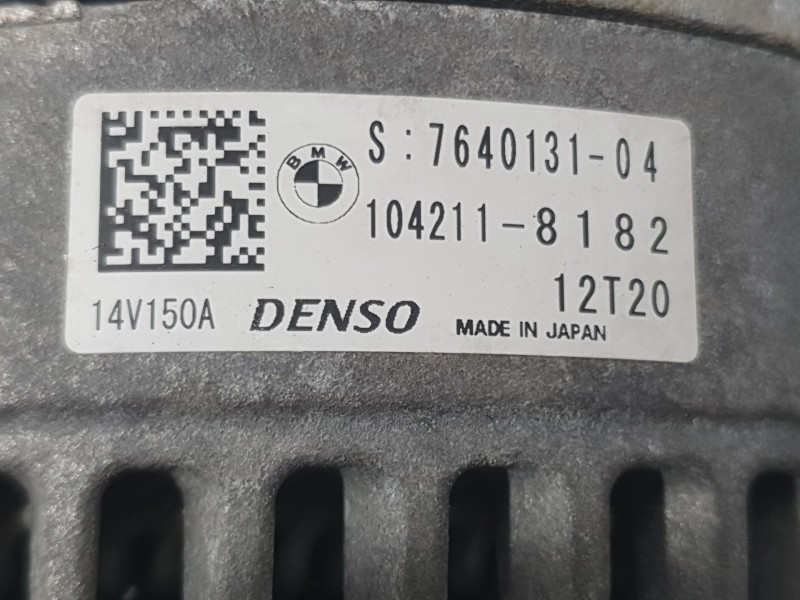 BMW
S:7640131-04
104211-8182
12T20
14V150A DENSO MADE IN JAPAN